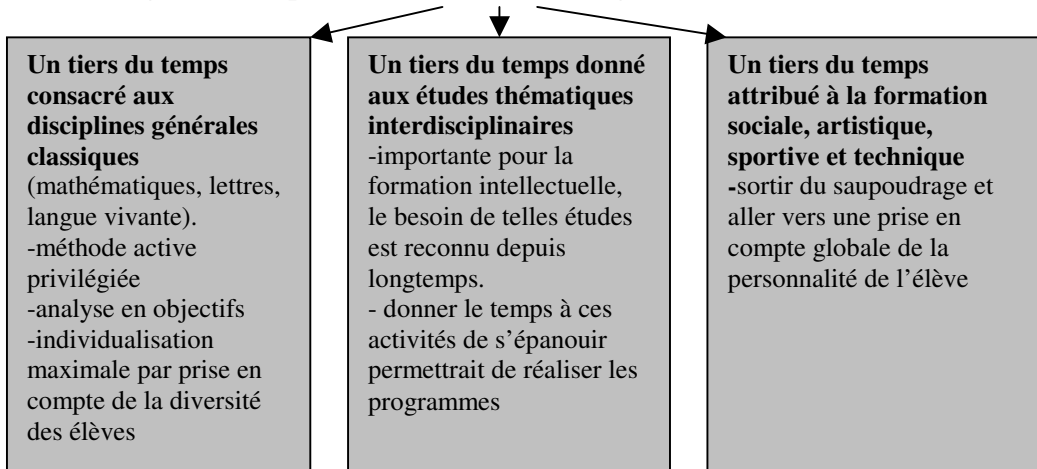 Un tiers du temps
consacré aux
disciplines générales
classiques
(mathématiques, lettres,
langue vivante).
-méthode active
privilégiée
-analyse en objectifs
-individualisation
maximale par prise en
compte de la diversité
des élèves
Un tiers du temps donné
aux études thématiques
interdisciplinaires
-importante pour la
formation intellectuelle,
le besoin de telles études
est reconnu depuis
longtemps.
- donner le temps à ces
activités de s’épanouir
permettrait de réaliser les
programmes
Un tiers du temps
attribué à la formation
sociale, artistique,
sportive et technique
-sortir du saupoudrage et
aller vers une prise en
compte globale de la
personnalité de l’élève